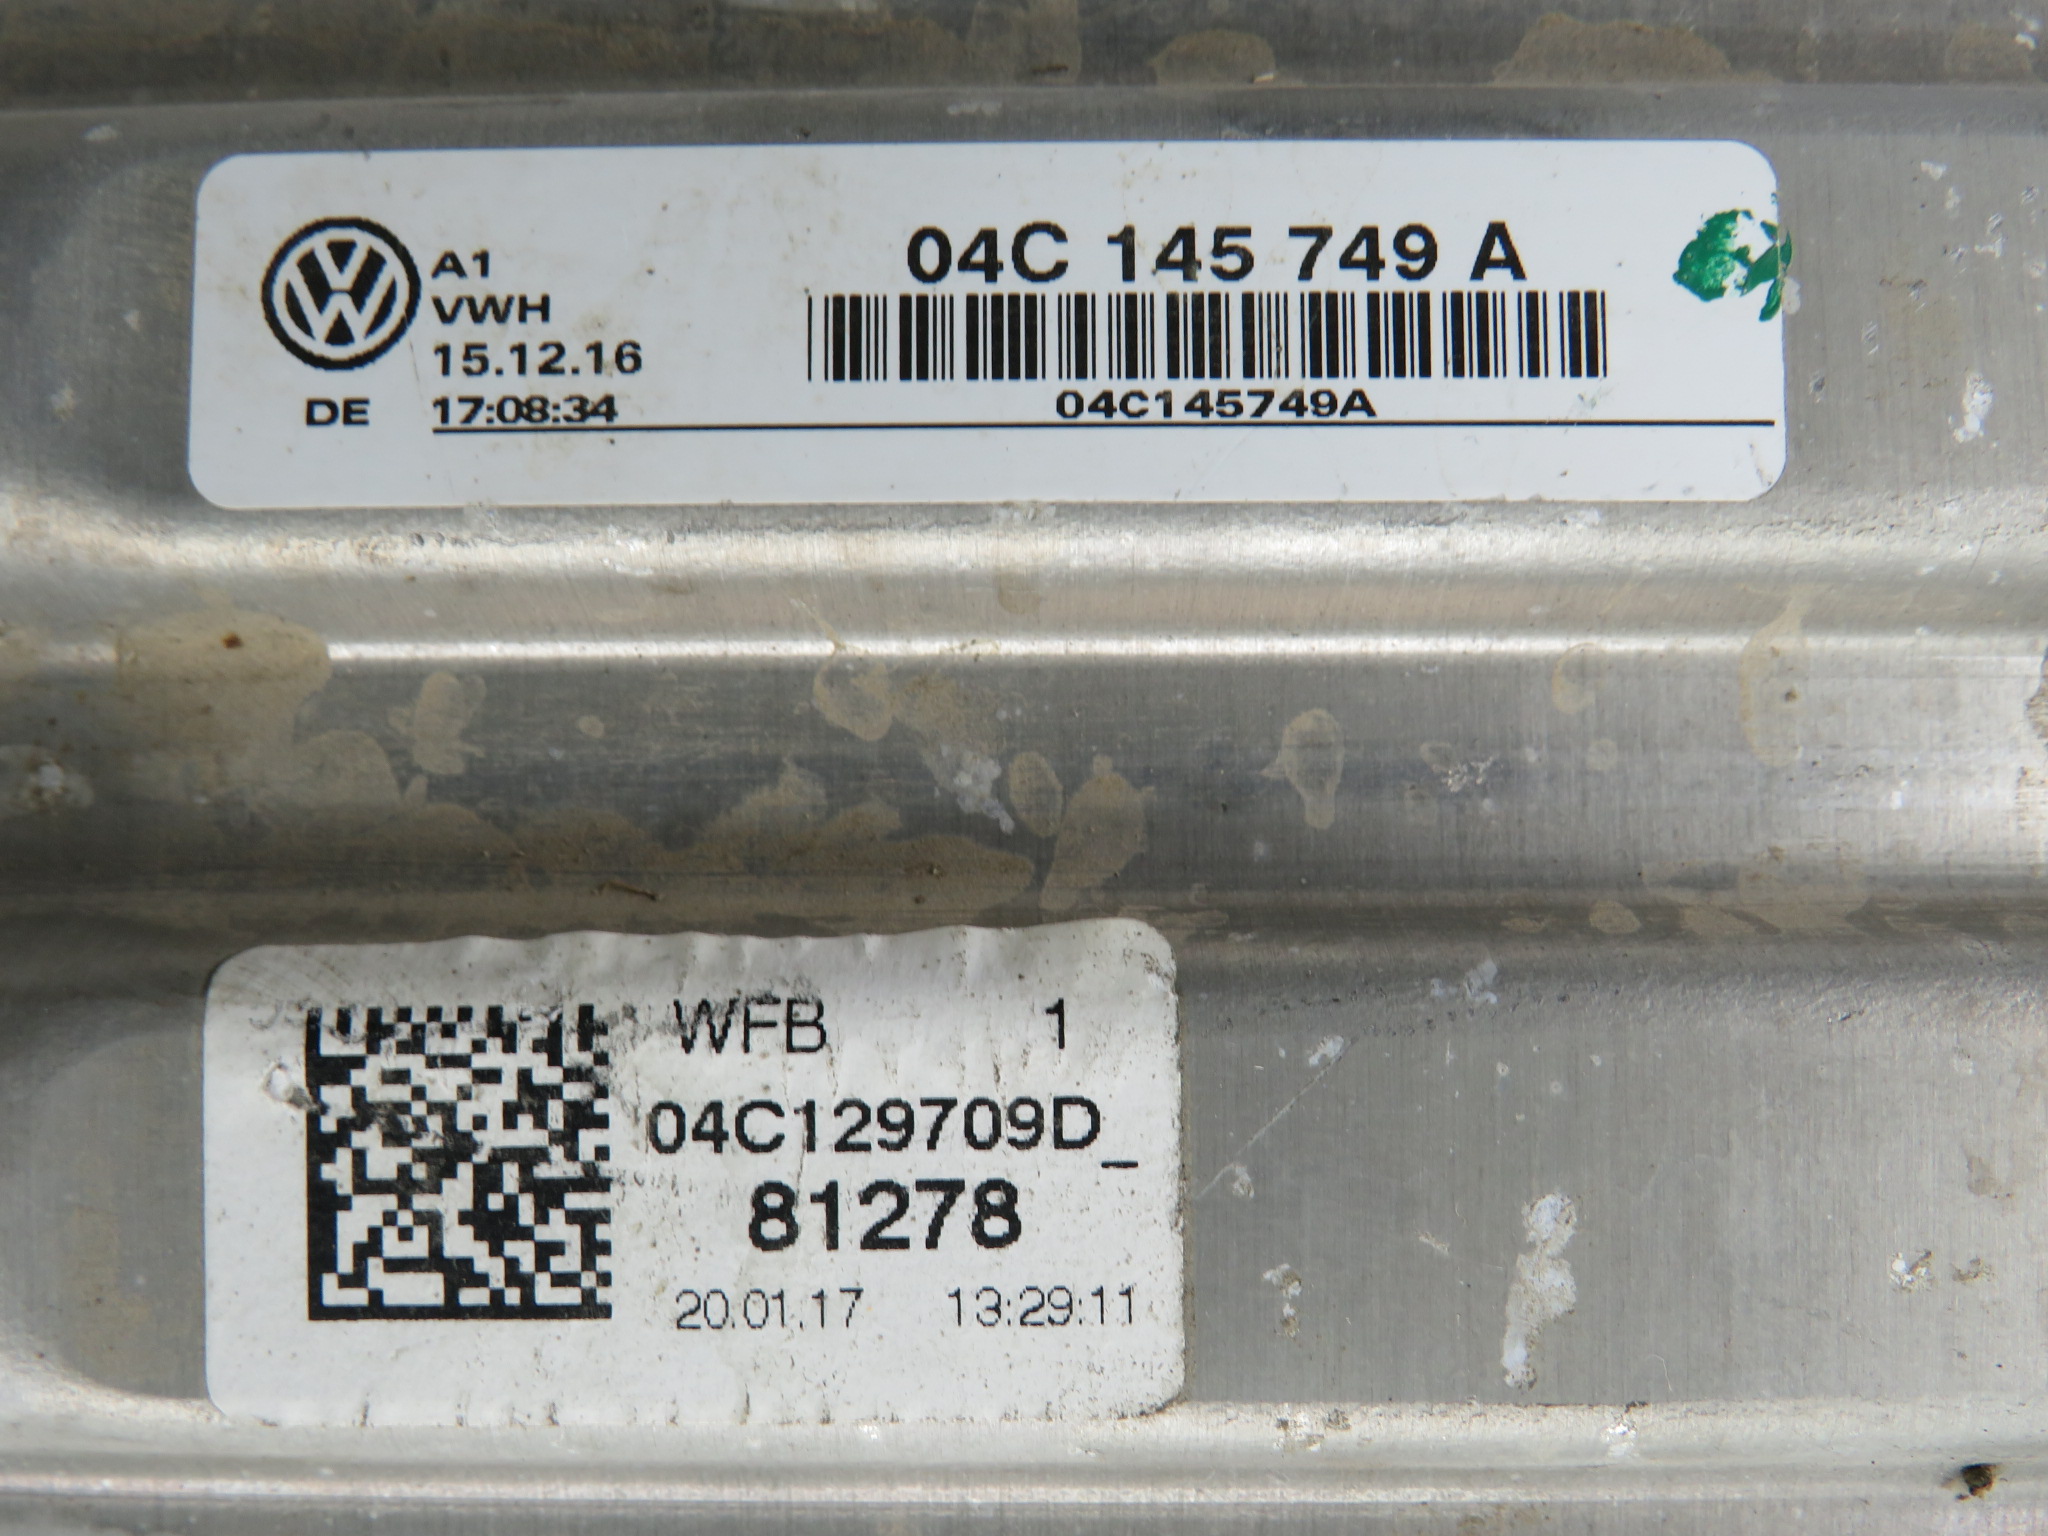 A1
VWH
15.12.16
DE 17:08:34
04C 145 749 A
04C145749A
WFB 1
04C129709D_
81278
20.01.17 13:29:11